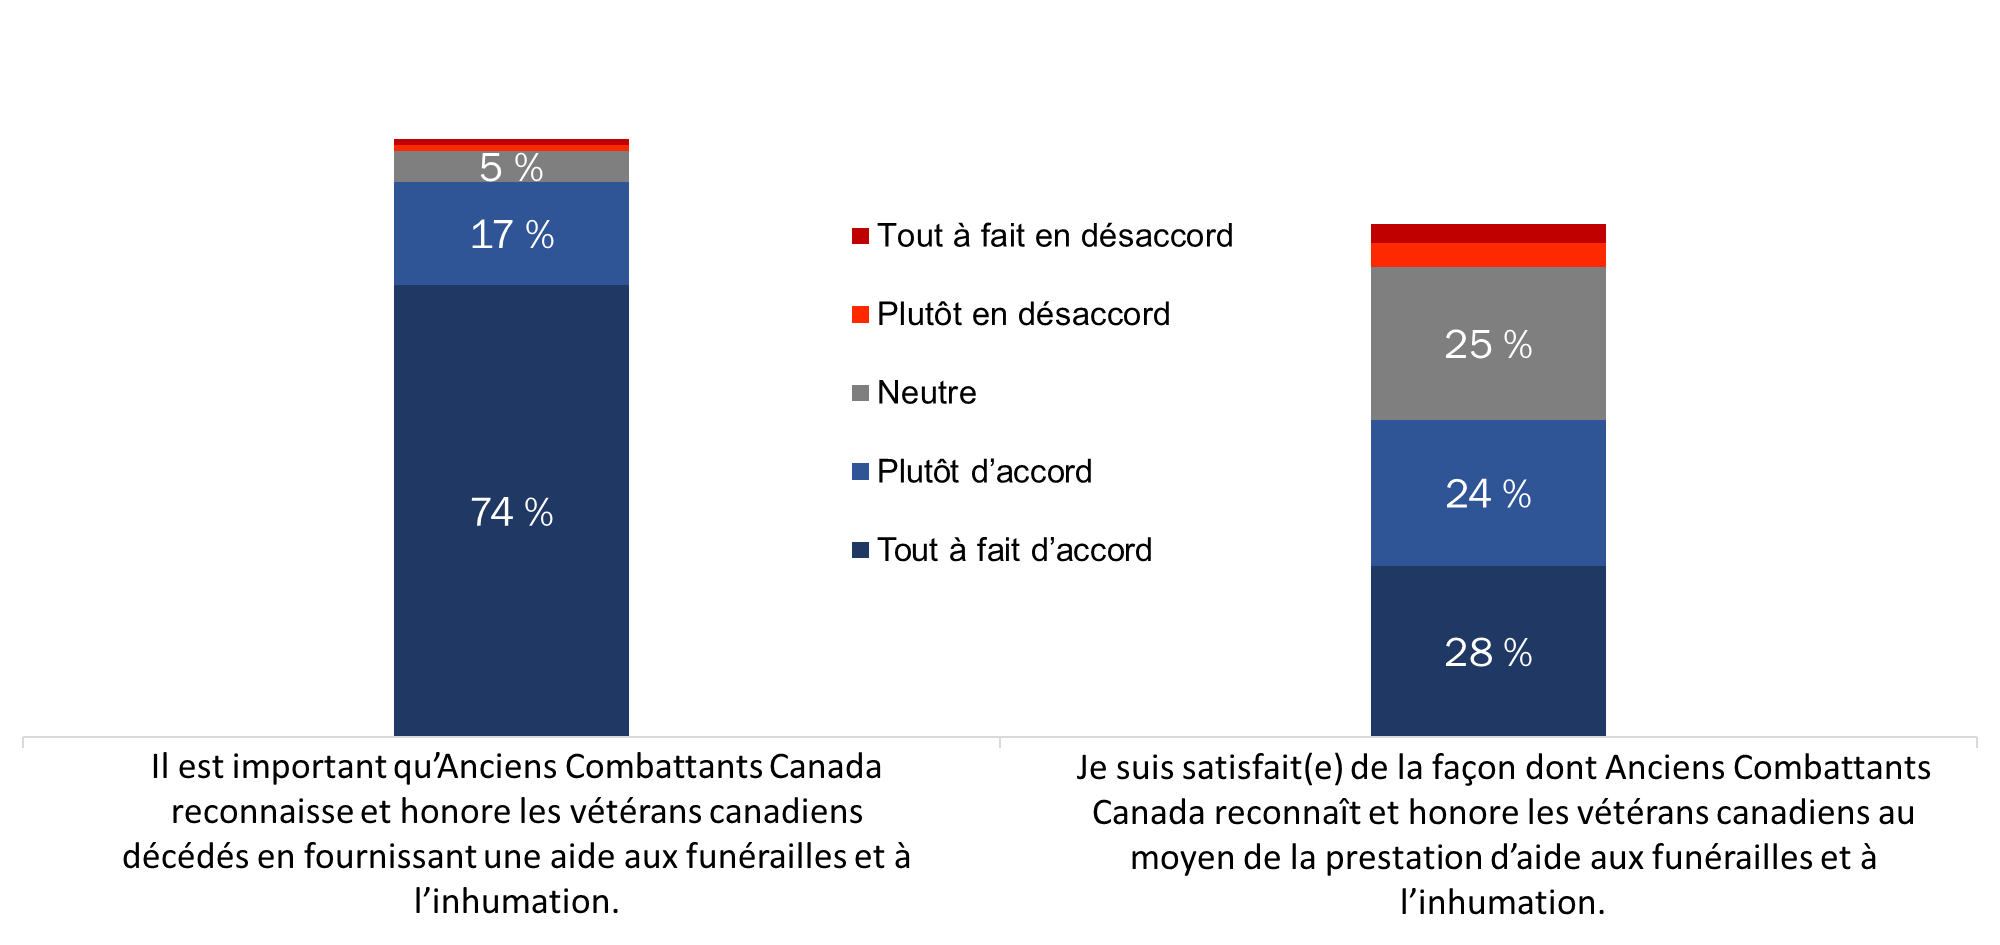 5 %
17 %
74 %
Tout à fait en désaccord
Plutôt en désaccord
Neutre
Plutôt d’accord
Tout à fait d’accord
25 %
24 %
28 %
Il est important qu’Anciens Combattants Canada
reconnaisse et honore les vétérans canadiens
décédés en fournissant une aide aux funérailles et à
l’inhumation.
Je suis satisfait(e) de la façon dont Anciens Combattants
Canada reconnaît et honore les vétérans canadiens au
moyen de la prestation d’aide aux funérailles et à
l’inhumation.